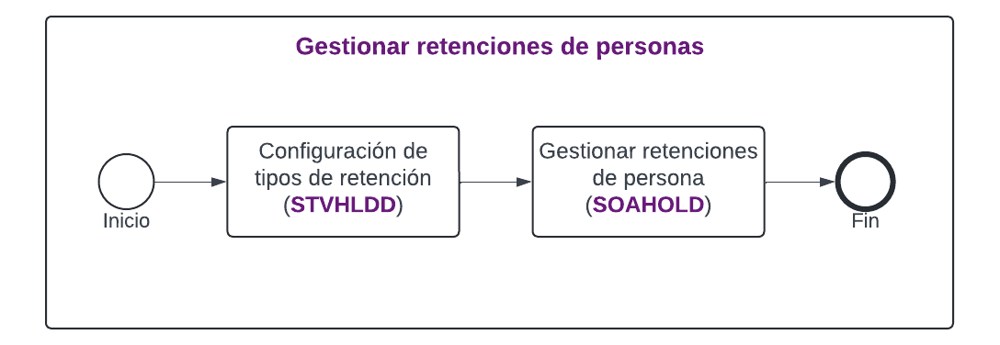 Gestionar retenciones de personas
Configuración de
tipos de retención
(STVHLDD)
Gestionar retenciones
de persona
(SOAHOLD)
Inicio
Fin